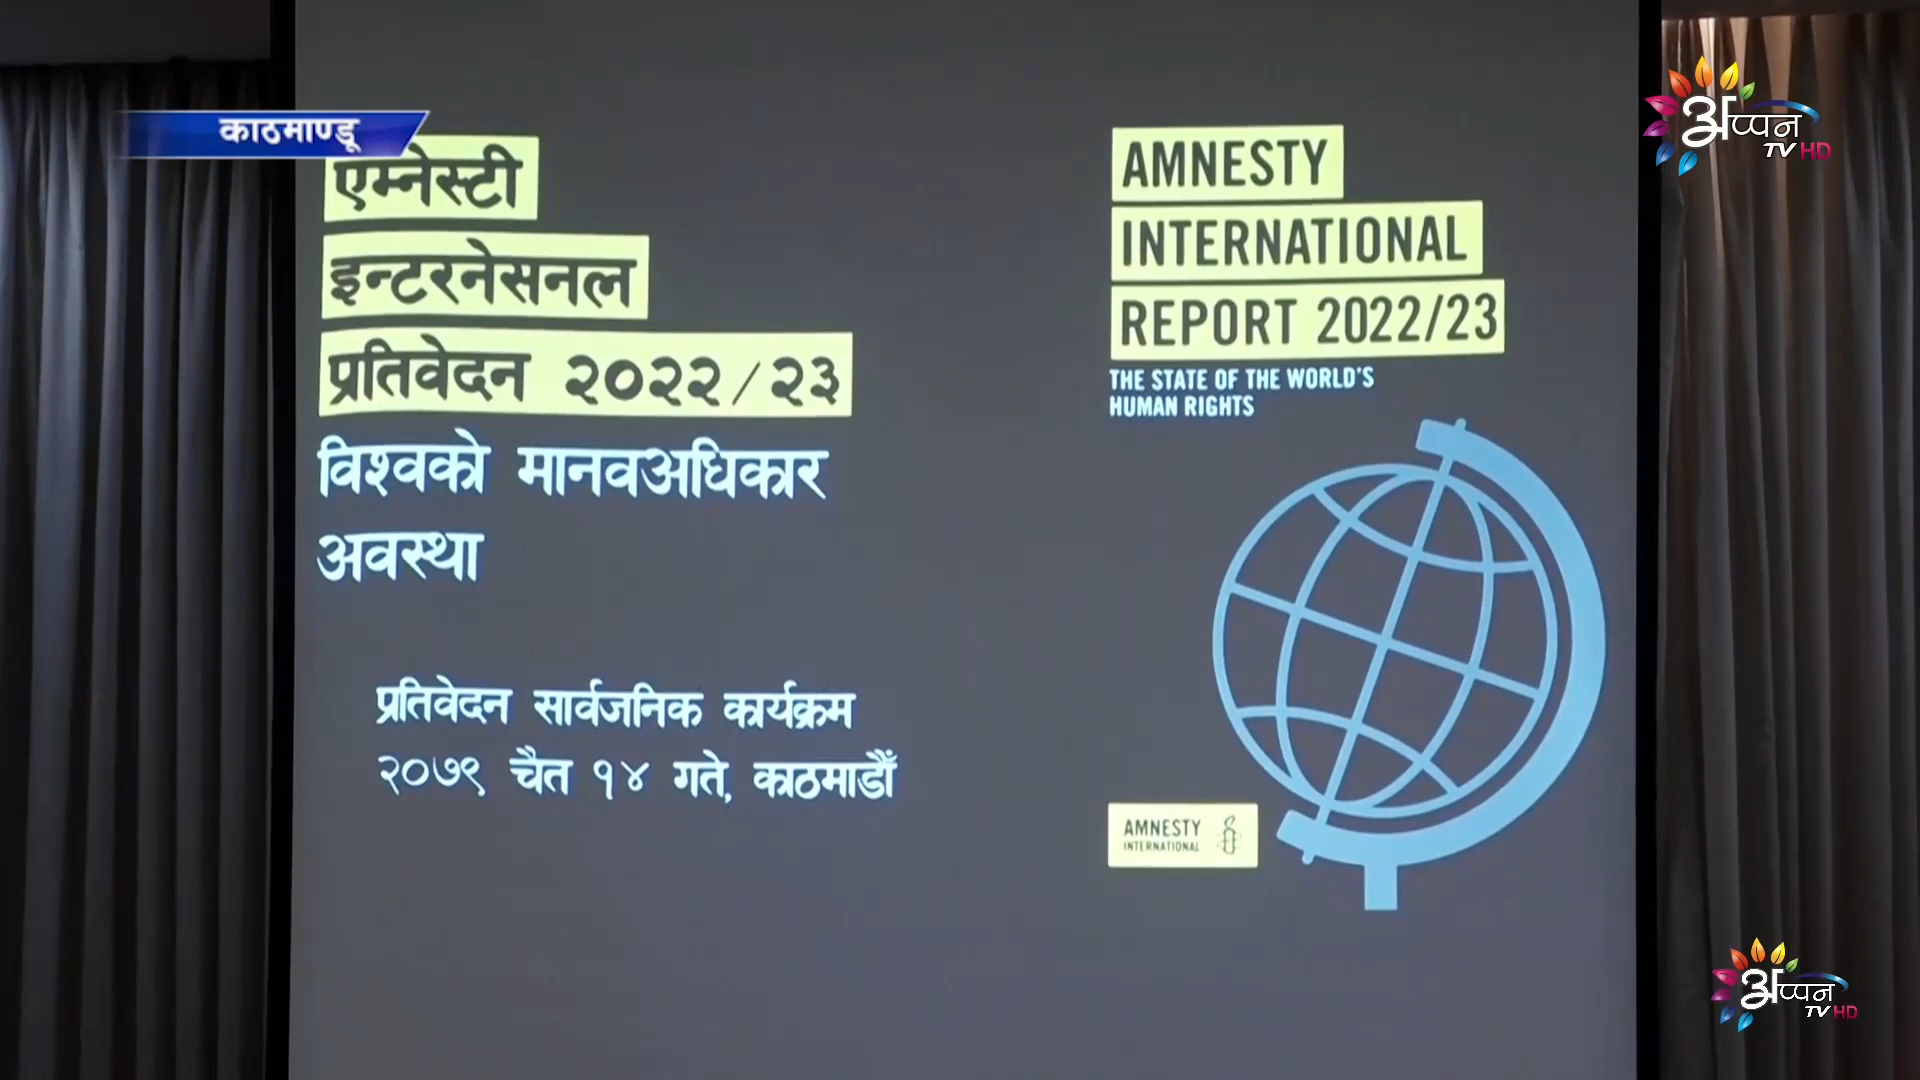 काठमाण्डू
एम्नेस्टी
इन्टरनेसनल
प्रतिवेदन २०२२/२३
विश्वको मानवअधिकार
अवस्था
प्रतिवेदन सार्वजनिक कार्यक्रम
२०७९ चैत १४ गते, काठमाडौँ
AMNESTY
INTERNATIONAL
REPORT 2022/23
THE STATE OF THE WORLD'S
HUMAN RIGHTS
AMNESTY
INTERNATIONAL
अप्पन
TV HD
अप्पन
TV HD